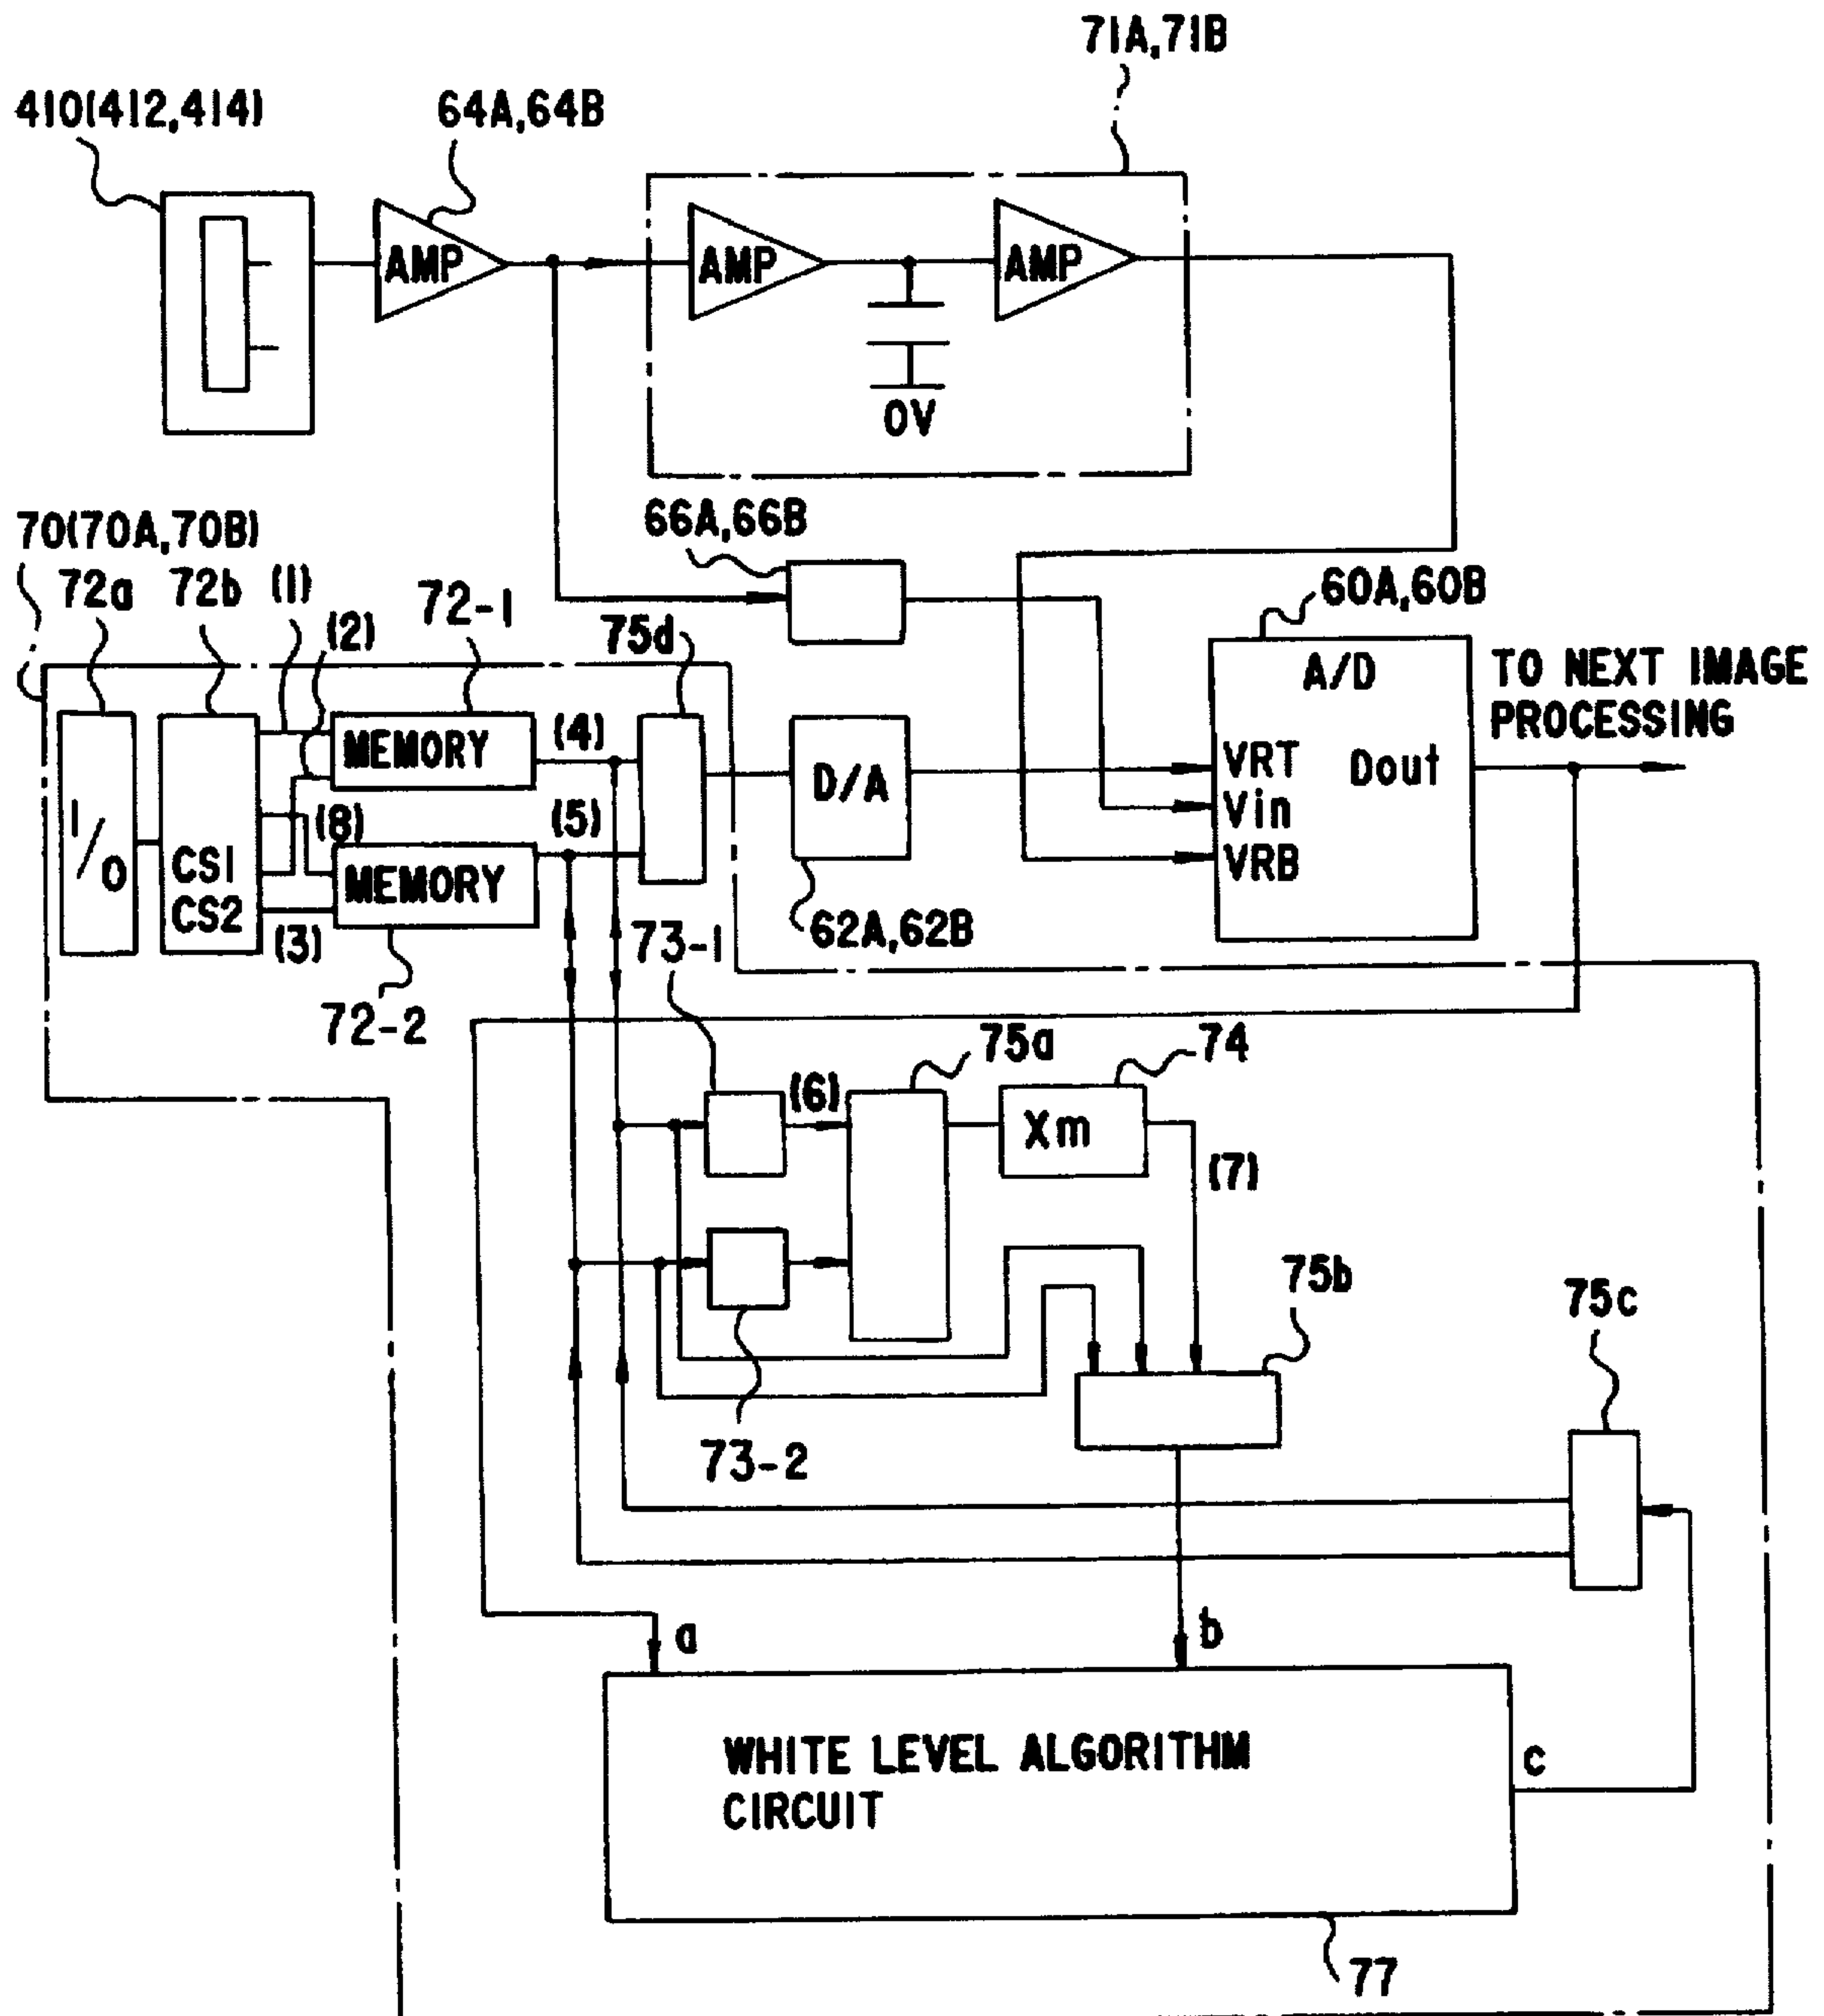 71A,71B
410(412,414)
64A,64B
AMP
AMP
AMP
0V
66A,66B
70(70A,70B)
72a
72b
(1)
(2)
72-1
75d
60A,60B
A/D
TO NEXT IMAGE
PROCESSING
MEMORY
(4)
I/O
D/A
VRT
Dout
Vin
VRB
(8)
(5)
CS1
CS2
MEMORY
(3)
73-1
62A,62B
72-2
75a
74
(6)
Xm
(7)
75b
75c
73-2
a
b
WHITE LEVEL ALGORITHM
CIRCUIT
c
77